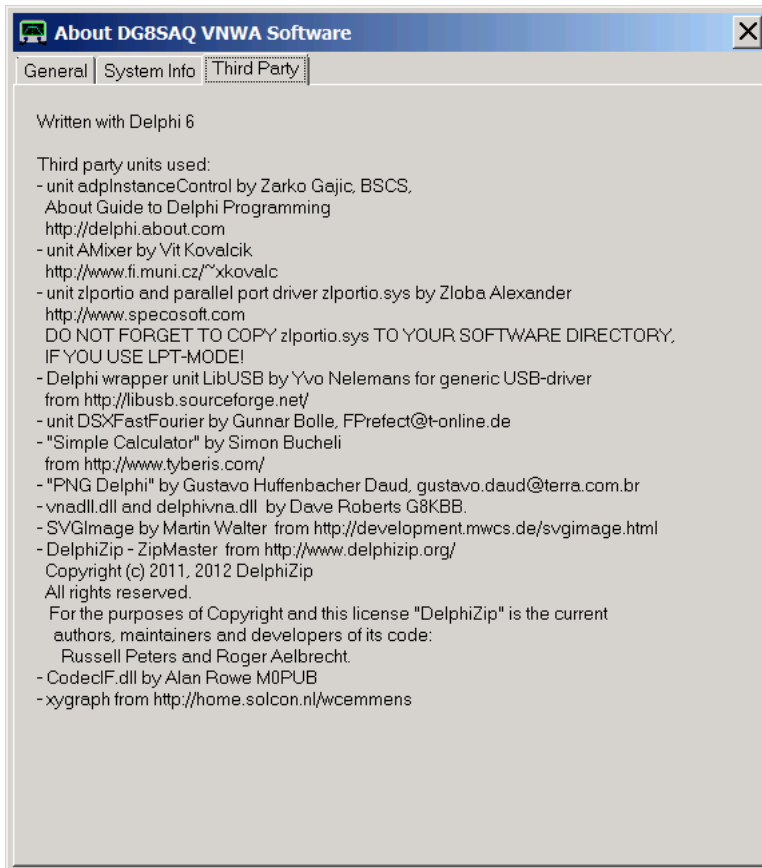 About DG8SAQ VNWA Software
General System Info Third Party
Written with Delphi 6
Third party units used:
- unit adpInstanceControl by Zarko Gajic, BSCS,
About Guide to Delphi Programming
http://delphi.about.com
- unit AMixer by Vit Kovalcik
http://www.fi.muni.cz/~xkovalc
- unit zlportio and parallel port driver zlportio.sys by Zloba Alexander
http://www.specosoft.com
DO NOT FORGET TO COPY zlportio.sys TO YOUR SOFTWARE DIRECTORY,
IF YOU USE LPT-MODE!
- Delphi wrapper unit LibUSB by Yvo Nelemans for generic USB-driver
from http://libusb.sourceforge.net/
- unit DSXFastFourier by Gunnar Bolle, FPrefect@t-online.de
- "Simple Calculator" by Simon Bucheli
from http://www.tyberis.com/
- "PNG Delphi" by Gustavo Huffenbacher Daud, gustavo.daud@terra.com.br
- vnadll.dll and delphivna.dll by Dave Roberts G8KBB.
- SVGImage by Martin Walter from http://development.mwcs.de/svgimage.html
- DelphiZip - ZipMaster from http://www.delphizip.org/
Copyright (c) 2011, 2012 DelphiZip
All rights reserved.
For the purposes of Copyright and this license "DelphiZip" is the current
authors, maintainers and developers of its code:
Russell Peters and Roger Aelbrecht.
- CodecIF.dll by Alan Rowe M0PUB
- xygraph from http://home.solcon.nl/wcemmens